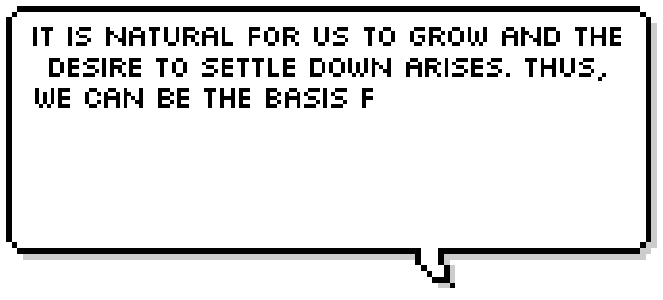 IT IS NATURAL FOR US TO GROW AND THE
DESIRE TO SETTLE DOWN ARISES. THUS,
WE CAN BE THE BASIS F